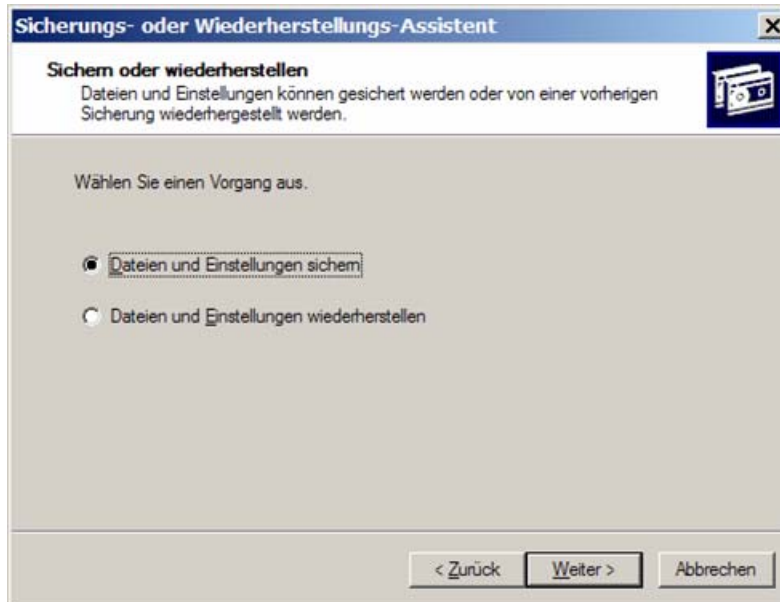 Sicherungs- oder Wiederherstellungs-Assistent
Sichern oder wiederherstellen
Dateien und Einstellungen können gesichert werden oder von einer vorherigen
Sicherung wiederhergestellt werden.
Wählen Sie einen Vorgang aus.
Dateien und Einstellungen sichern
Dateien und Einstellungen wiederherstellen
< Zurück Weiter > Abbrechen